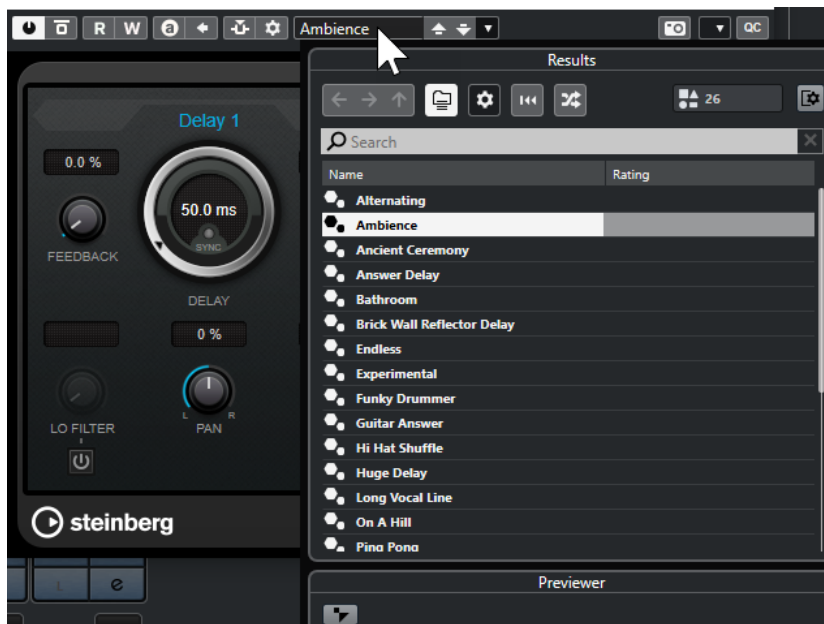 R W a Ambience QC
Results
26
Search
Name Rating
Alternating
Ambience
Ancient Ceremony
Answer Delay
Bathroom
Brick Wall Reflector Delay
Endless
Experimental
Funky Drummer
Guitar Answer
Hi Hat Shuffle
Huge Delay
Long Vocal Line
On A Hill
Ping Pong
Previewer
Delay 1
0.0 %
50.0 ms
SYNC
FEEDBACK
DELAY
0 %
L R
LO FILTER PAN
steinberg
L e